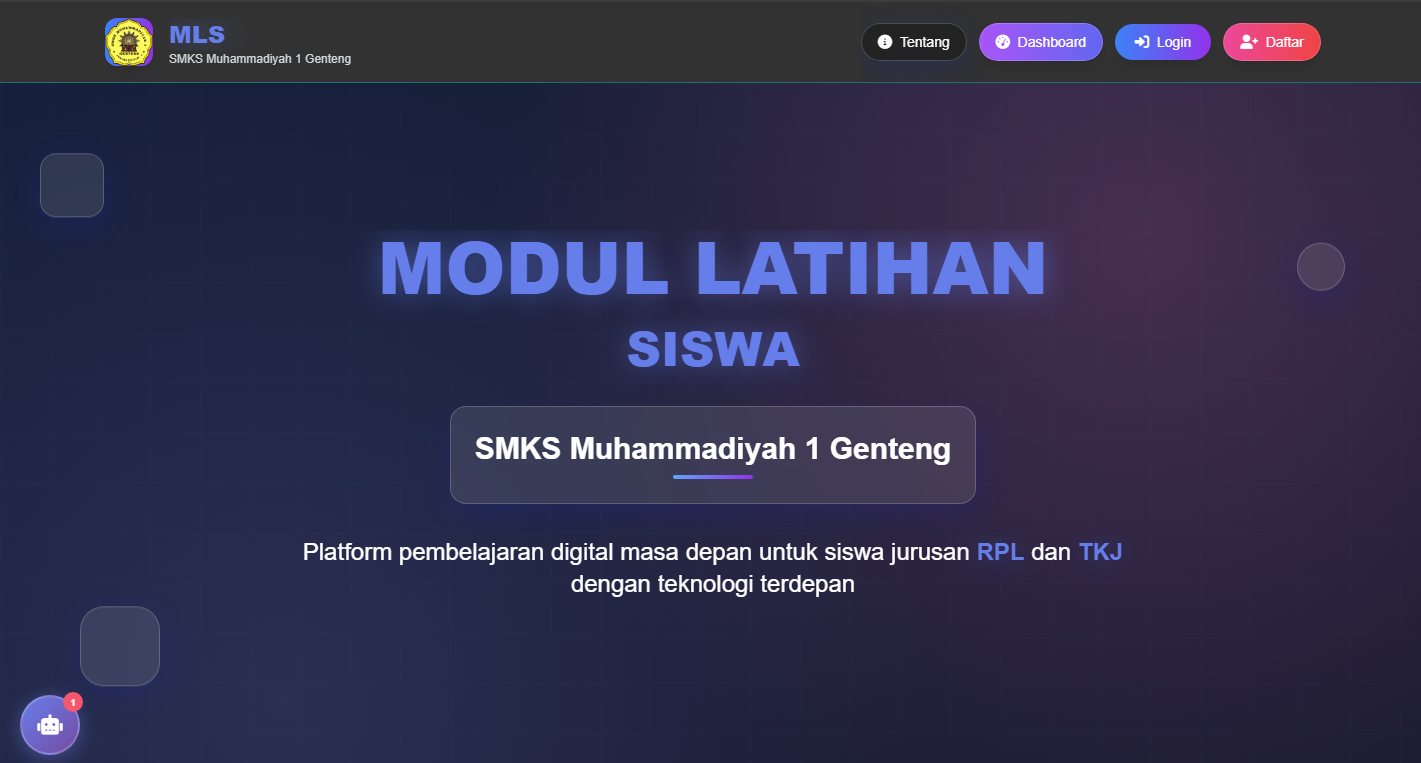 MLS
SMKS Muhammadiyah 1 Genteng
Tentang
Dashboard
Login
Daftar
MODUL LATIHAN
SISWA
SMKS Muhammadiyah 1 Genteng
Platform pembelajaran digital masa depan untuk siswa jurusan RPL dan TKJ
dengan teknologi terdepan
1